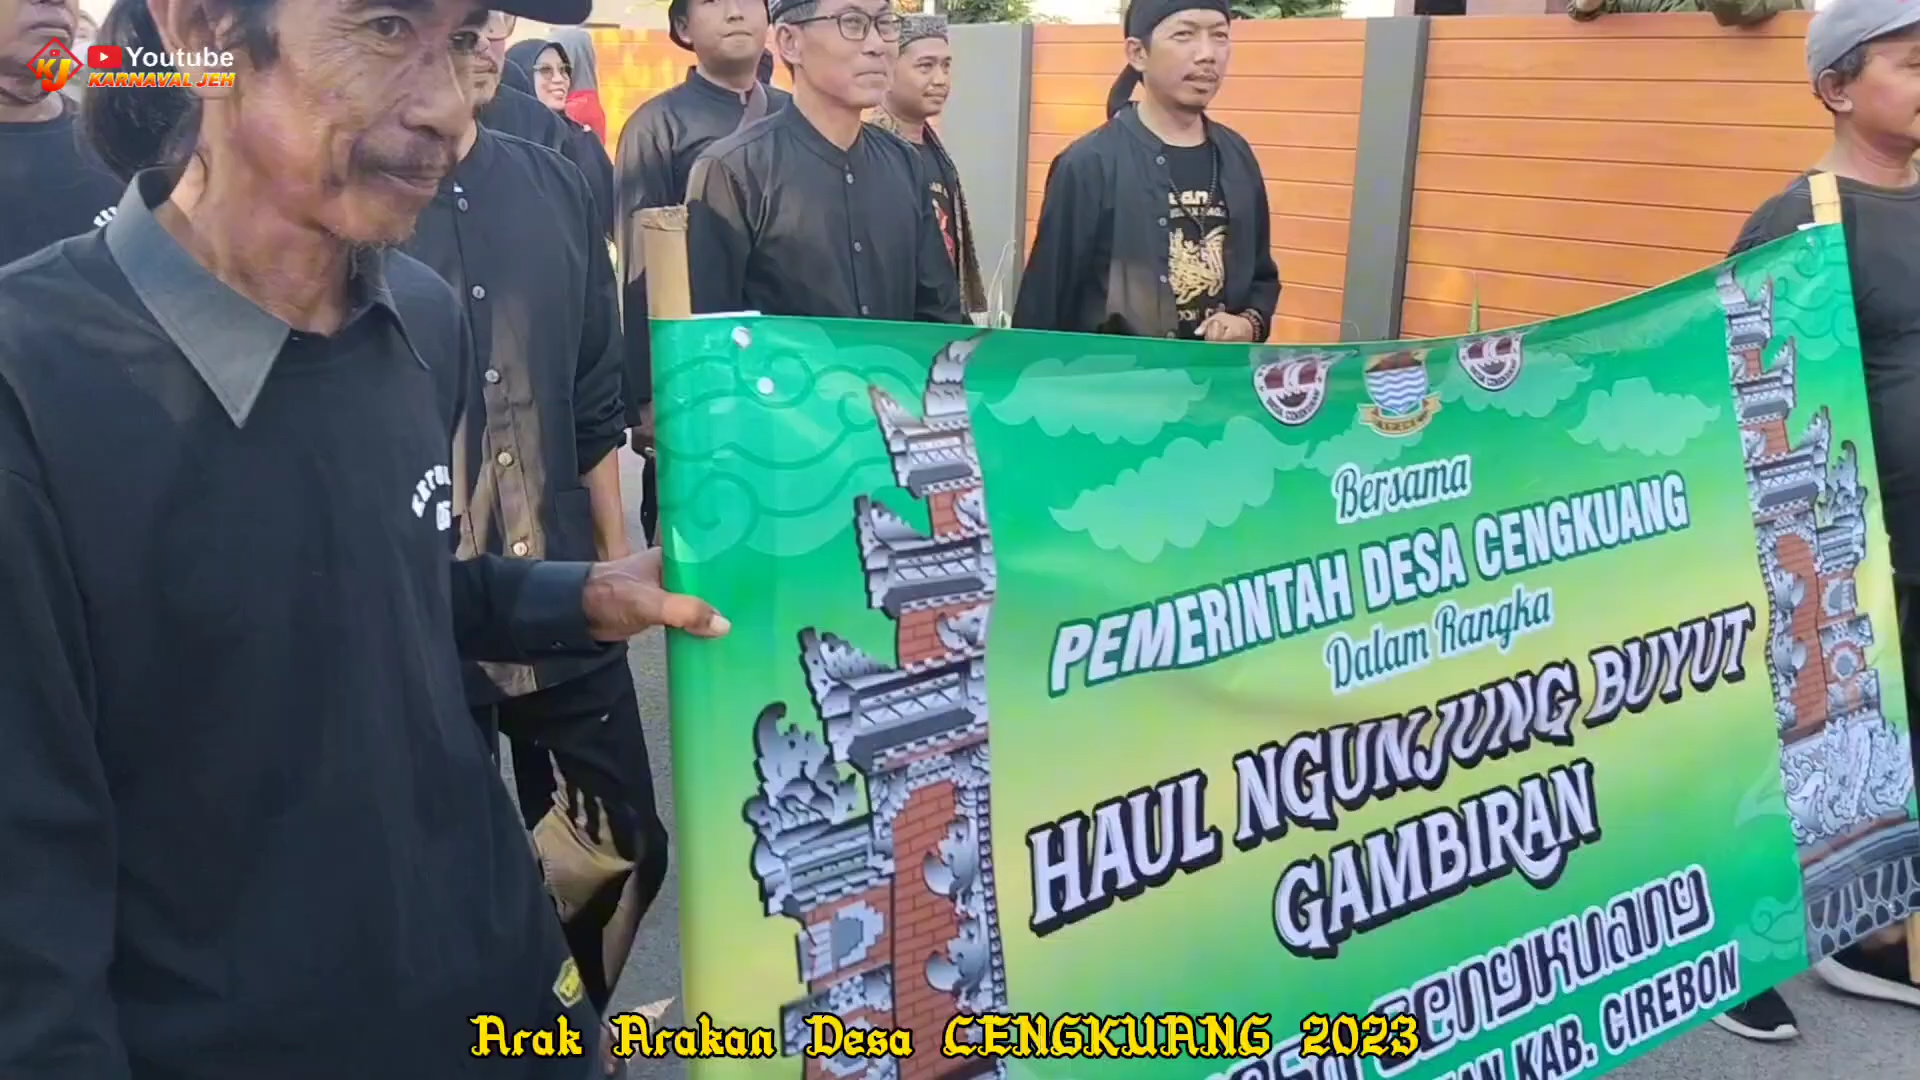 Youtube
KARNAVAL JEH
Bersama
PEMERINTAH DESA CENGKUANG
Dalam Rangka
HAUL NGUNJUNG BUYUT
GAMBIRAN
KAB. CIREBON
Arak Arakan Desa CENGKUANG 2023